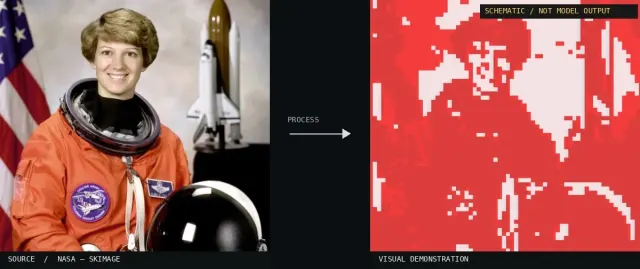 SCHEMATIC / NOT MODEL OUTPUT
PROCESS
SOURCE / NASA — SKIMAGE
VISUAL DEMONSTRATION